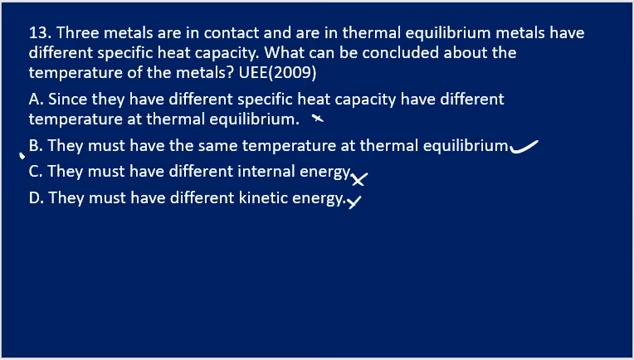 13. Three metals are in contact and are in thermal equilibrium metals have
different specific heat capacity. What can be concluded about the
temperature of the metals? UEE(2009)
A. Since they have different specific heat capacity have different
temperature at thermal equilibrium.
B. They must have the same temperature at thermal equilibrium
C. They must have different internal energy
D. They must have different kinetic energy.